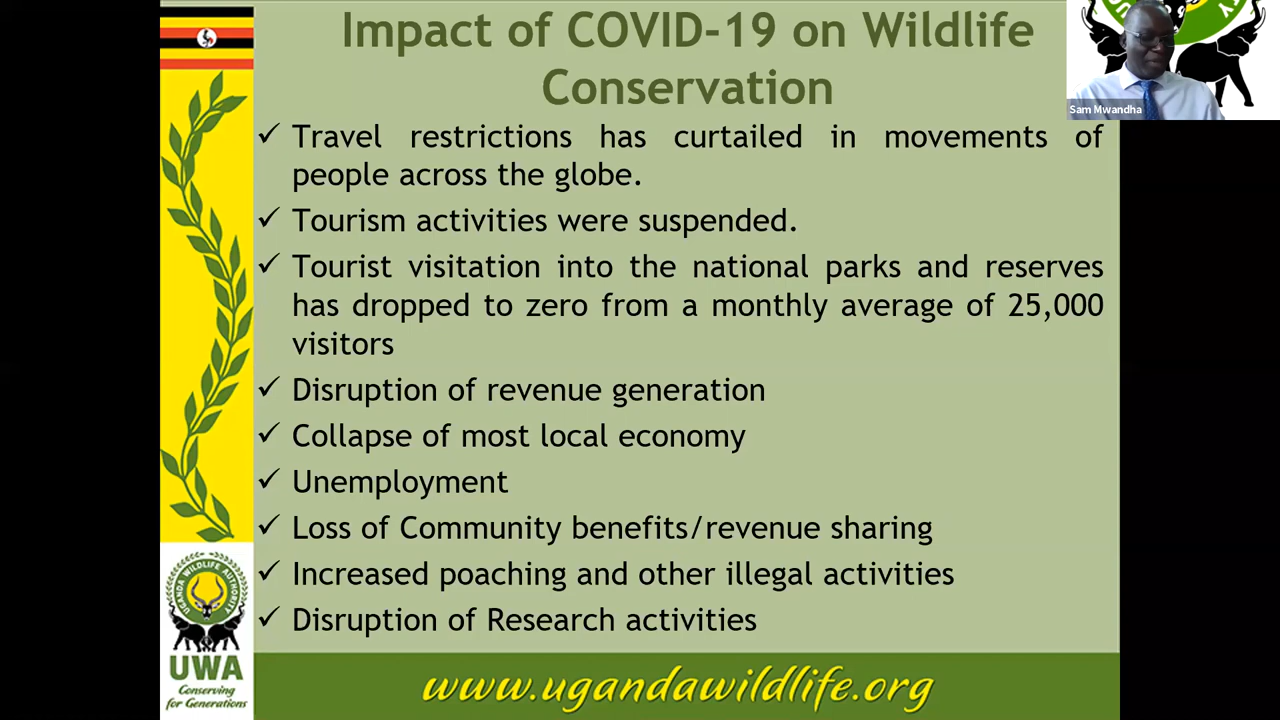 Impact of COVID-19 on Wildlife
Conservation
Sam Mwandha
✓ Travel restrictions has curtailed in movements of
people across the globe.
✓ Tourism activities were suspended.
✓ Tourist visitation into the national parks and reserves
has dropped to zero from a monthly average of 25,000
visitors
✓ Disruption of revenue generation
✓ Collapse of most local economy
✓ Unemployment
✓ Loss of Community benefits/revenue sharing
✓ Increased poaching and other illegal activities
✓ Disruption of Research activities
UGANDA WILDLIFE AUTHORITY
UWA
Conserving
for Generations
www.ugandawildlife.org